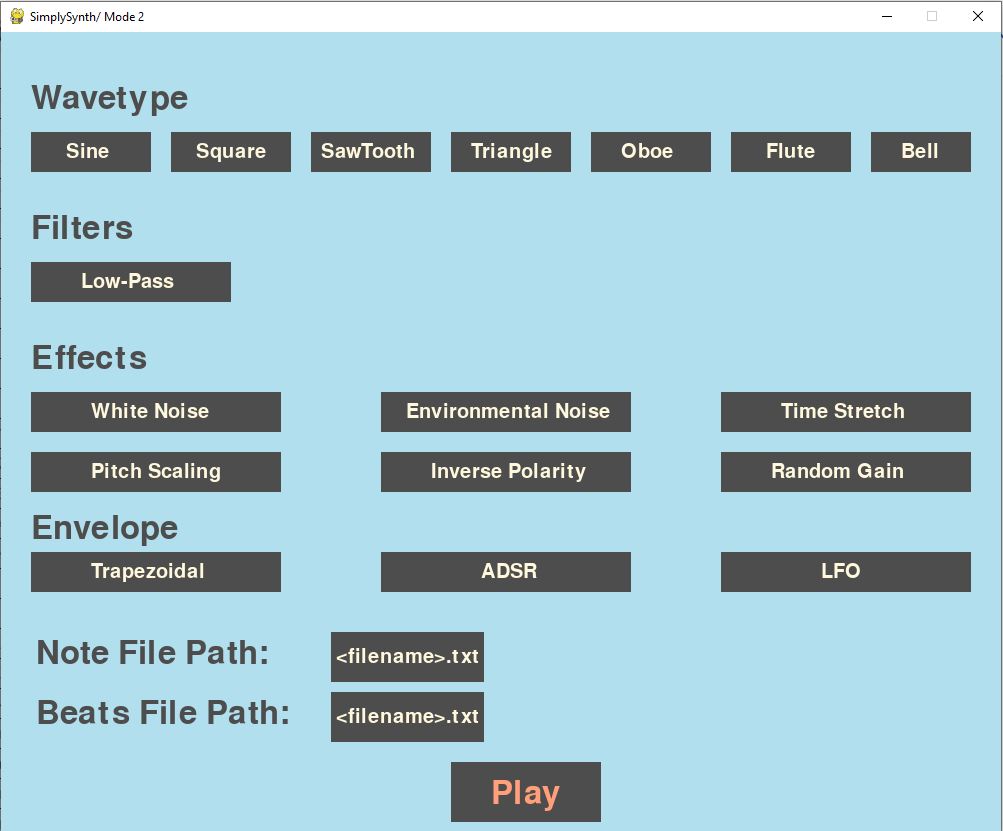 SimplySynth/ Mode 2
Wavetype
Sine Square SawTooth Triangle Oboe Flute Bell
Filters
Low-Pass
Effects
White Noise Environmental Noise Time Stretch
Pitch Scaling Inverse Polarity Random Gain
Envelope
Trapezoidal ADSR LFO
Note File Path: <filename>.txt
Beats File Path: <filename>.txt
Play